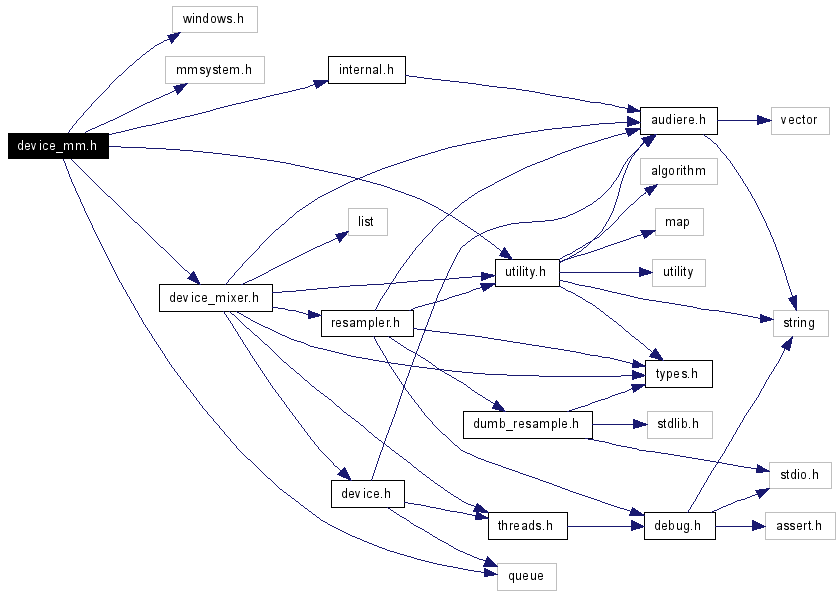 windows.h
mmsystem.h
internal.h
audiere.h
vector
device_mm.h
algorithm
list
map
utility.h
utility
device_mixer.h
resampler.h
string
types.h
dumb_resample.h
stdlib.h
stdio.h
device.h
threads.h
debug.h
assert.h
queue